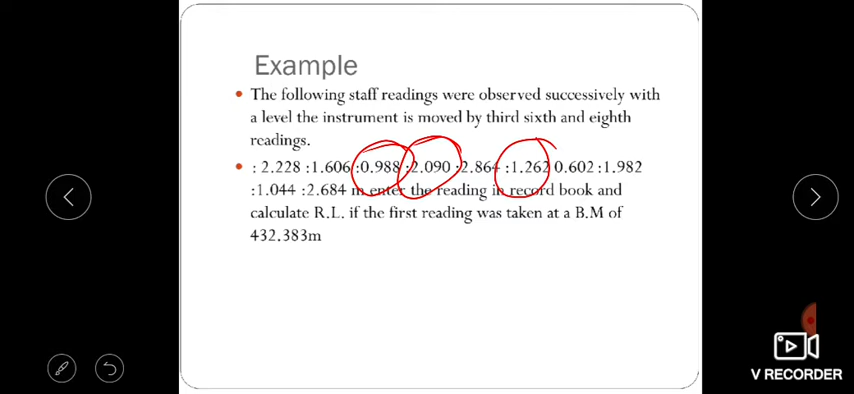 Example
• The following staff readings were observed successively with
a level the instrument is moved by third sixth and eighth
readings.
• : 2.228 :1.606 :0.988 :2.090 :2.864 :1.262 0.602 :1.982
:1.044 :2.684 m enter the reading in record book and
calculate R.L. if the first reading was taken at a B.M of
432.383m
V RECORDER